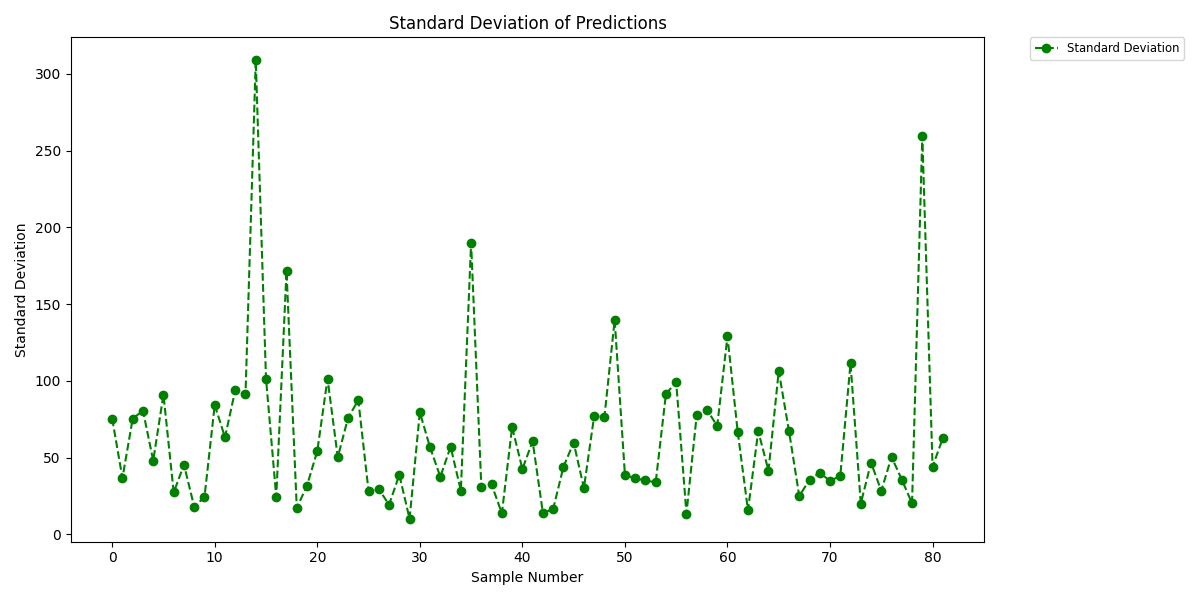 Standard Deviation of Predictions
Standard Deviation
300
250
200
150
100
50
0
Standard Deviation
0 10 20 30 40 50 60 70 80
Sample Number